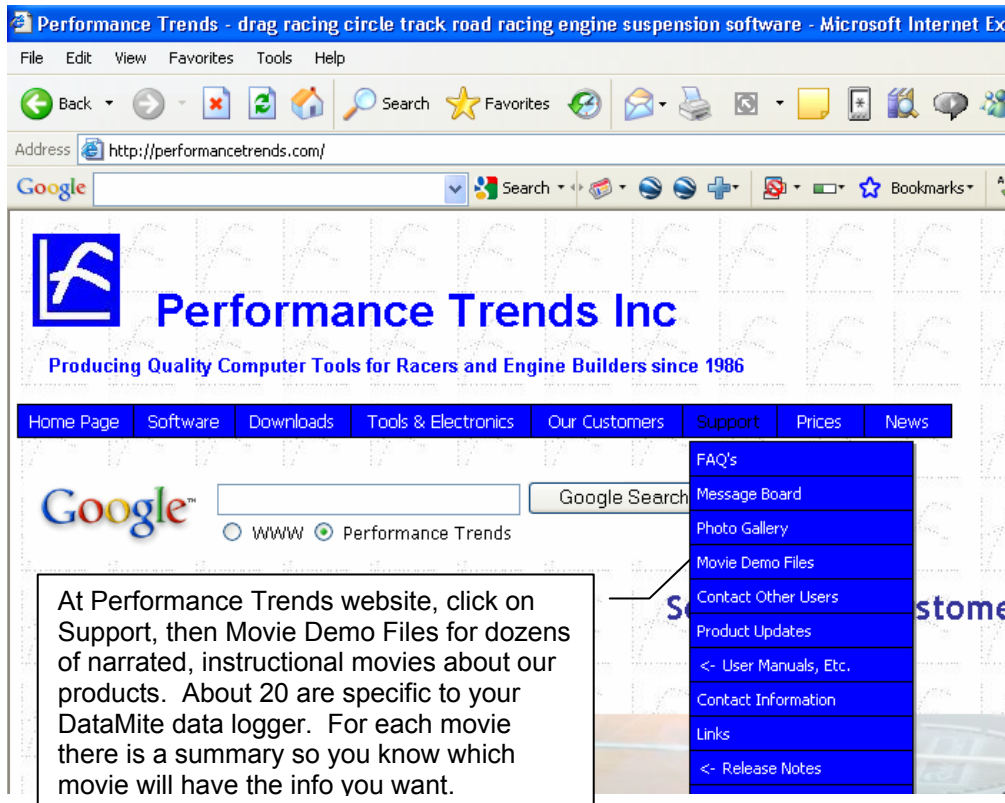 Performance Trends - drag racing circle track road racing engine suspension software - Microsoft Internet Ex
File Edit View Favorites Tools Help
Back Search Favorites
Address http://performancetrends.com/
Google Search Bookmarks
Performance Trends Inc
Producing Quality Computer Tools for Racers and Engine Builders since 1986
Home Page Software Downloads Tools & Electronics Our Customers Support Prices News
FAQ's
Message Board
Photo Gallery
Movie Demo Files
Contact Other Users
Product Updates
<- User Manuals, Etc.
Contact Information
Links
<- Release Notes
Google™ Google Search
WWW Performance Trends
At Performance Trends website, click on
Support, then Movie Demo Files for dozens
of narrated, instructional movies about our
products. About 20 are specific to your
DataMite data logger. For each movie
there is a summary so you know which
movie will have the info you want.